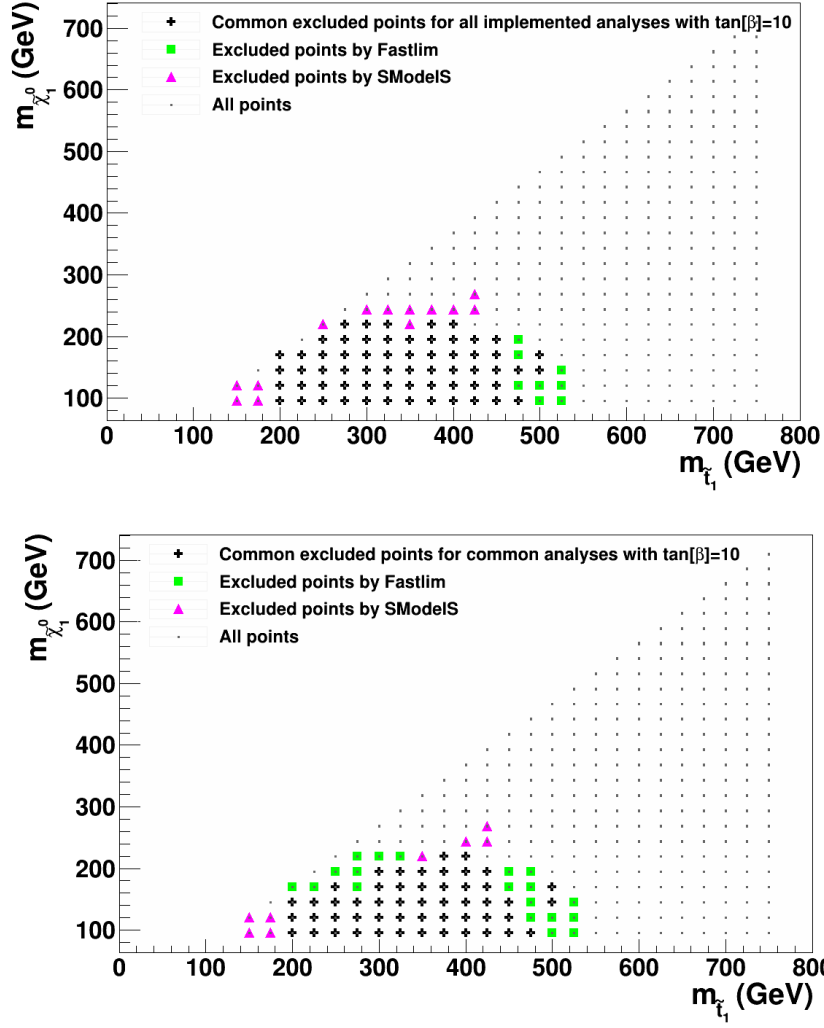 Common excluded points for all implemented analyses with tan[β]=10
Excluded points by Fastlim
Excluded points by SModelS
All points
m_χ̃₁⁰ (GeV)
700
600
500
400
300
200
100
0 100 200 300 400 500 600 700 800
m_t̃₁ (GeV)
Common excluded points for common analyses with tan[β]=10
Excluded points by Fastlim
Excluded points by SModelS
All points
m_χ̃₁⁰ (GeV)
700
600
500
400
300
200
100
0 100 200 300 400 500 600 700 800
m_t̃₁ (GeV)